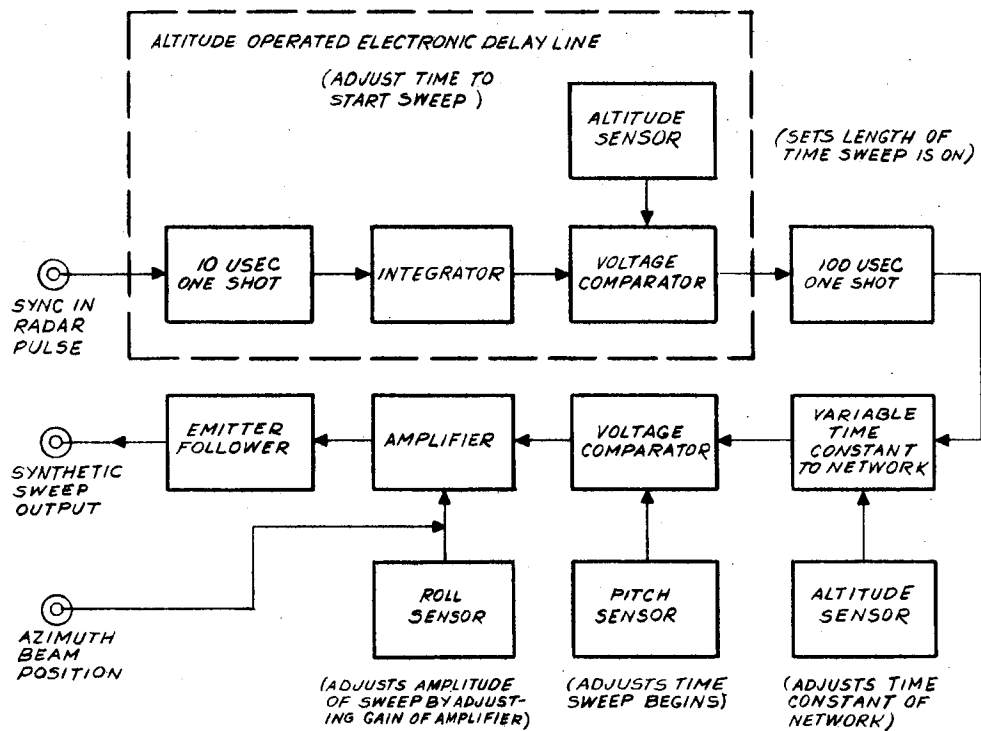 ALTITUDE OPERATED ELECTRONIC DELAY LINE
(ADJUST TIME TO
START SWEEP)
ALTITUDE
SENSOR
(SETS LENGTH OF
TIME SWEEP IS ON)
10 USEC
ONE SHOT
INTEGRATOR
VOLTAGE
COMPARATOR
100 USEC
ONE SHOT
SYNC IN
RADAR
PULSE
EMITTER
FOLLOWER
AMPLIFIER
VOLTAGE
COMPARATOR
VARIABLE
TIME
CONSTANT
TO NETWORK
SYNTHETIC
SWEEP
OUTPUT
ROLL
SENSOR
PITCH
SENSOR
ALTITUDE
SENSOR
AZIMUTH
BEAM
POSITION
(ADJUSTS AMPLITUDE
OF SWEEP BY ADJUST-
ING GAIN OF AMPLIFIER)
(ADJUSTS TIME
SWEEP BEGINS)
(ADJUSTS TIME
CONSTANT OF
NETWORK)